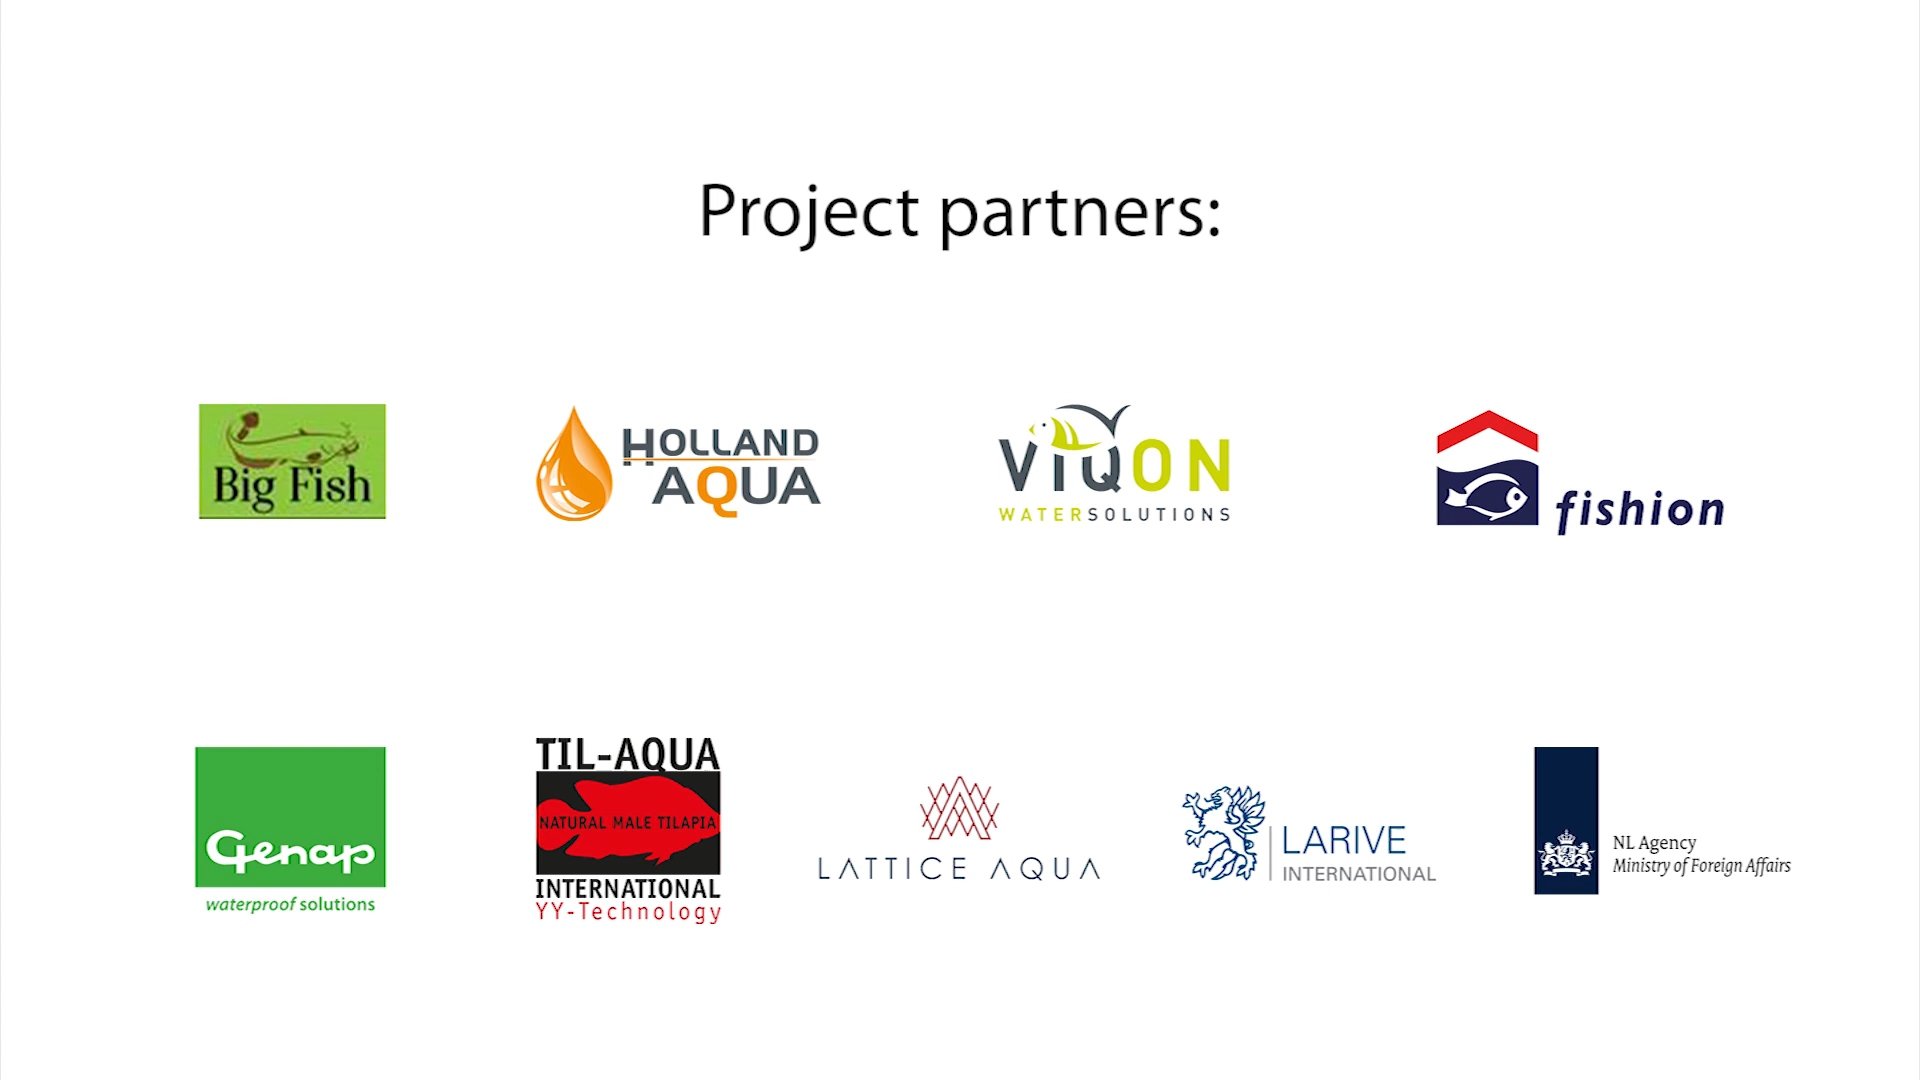 Project partners:
Big Fish
HOLLAND
AQUA
VIQON
WATERSOLUTIONS
fishion
Genap
waterproof solutions
TIL-AQUA
NATURAL MALE TILAPIA
INTERNATIONAL
YY-Technology
LATTICE AQUA
LARIVE
INTERNATIONAL
NL Agency
Ministry of Foreign Affairs